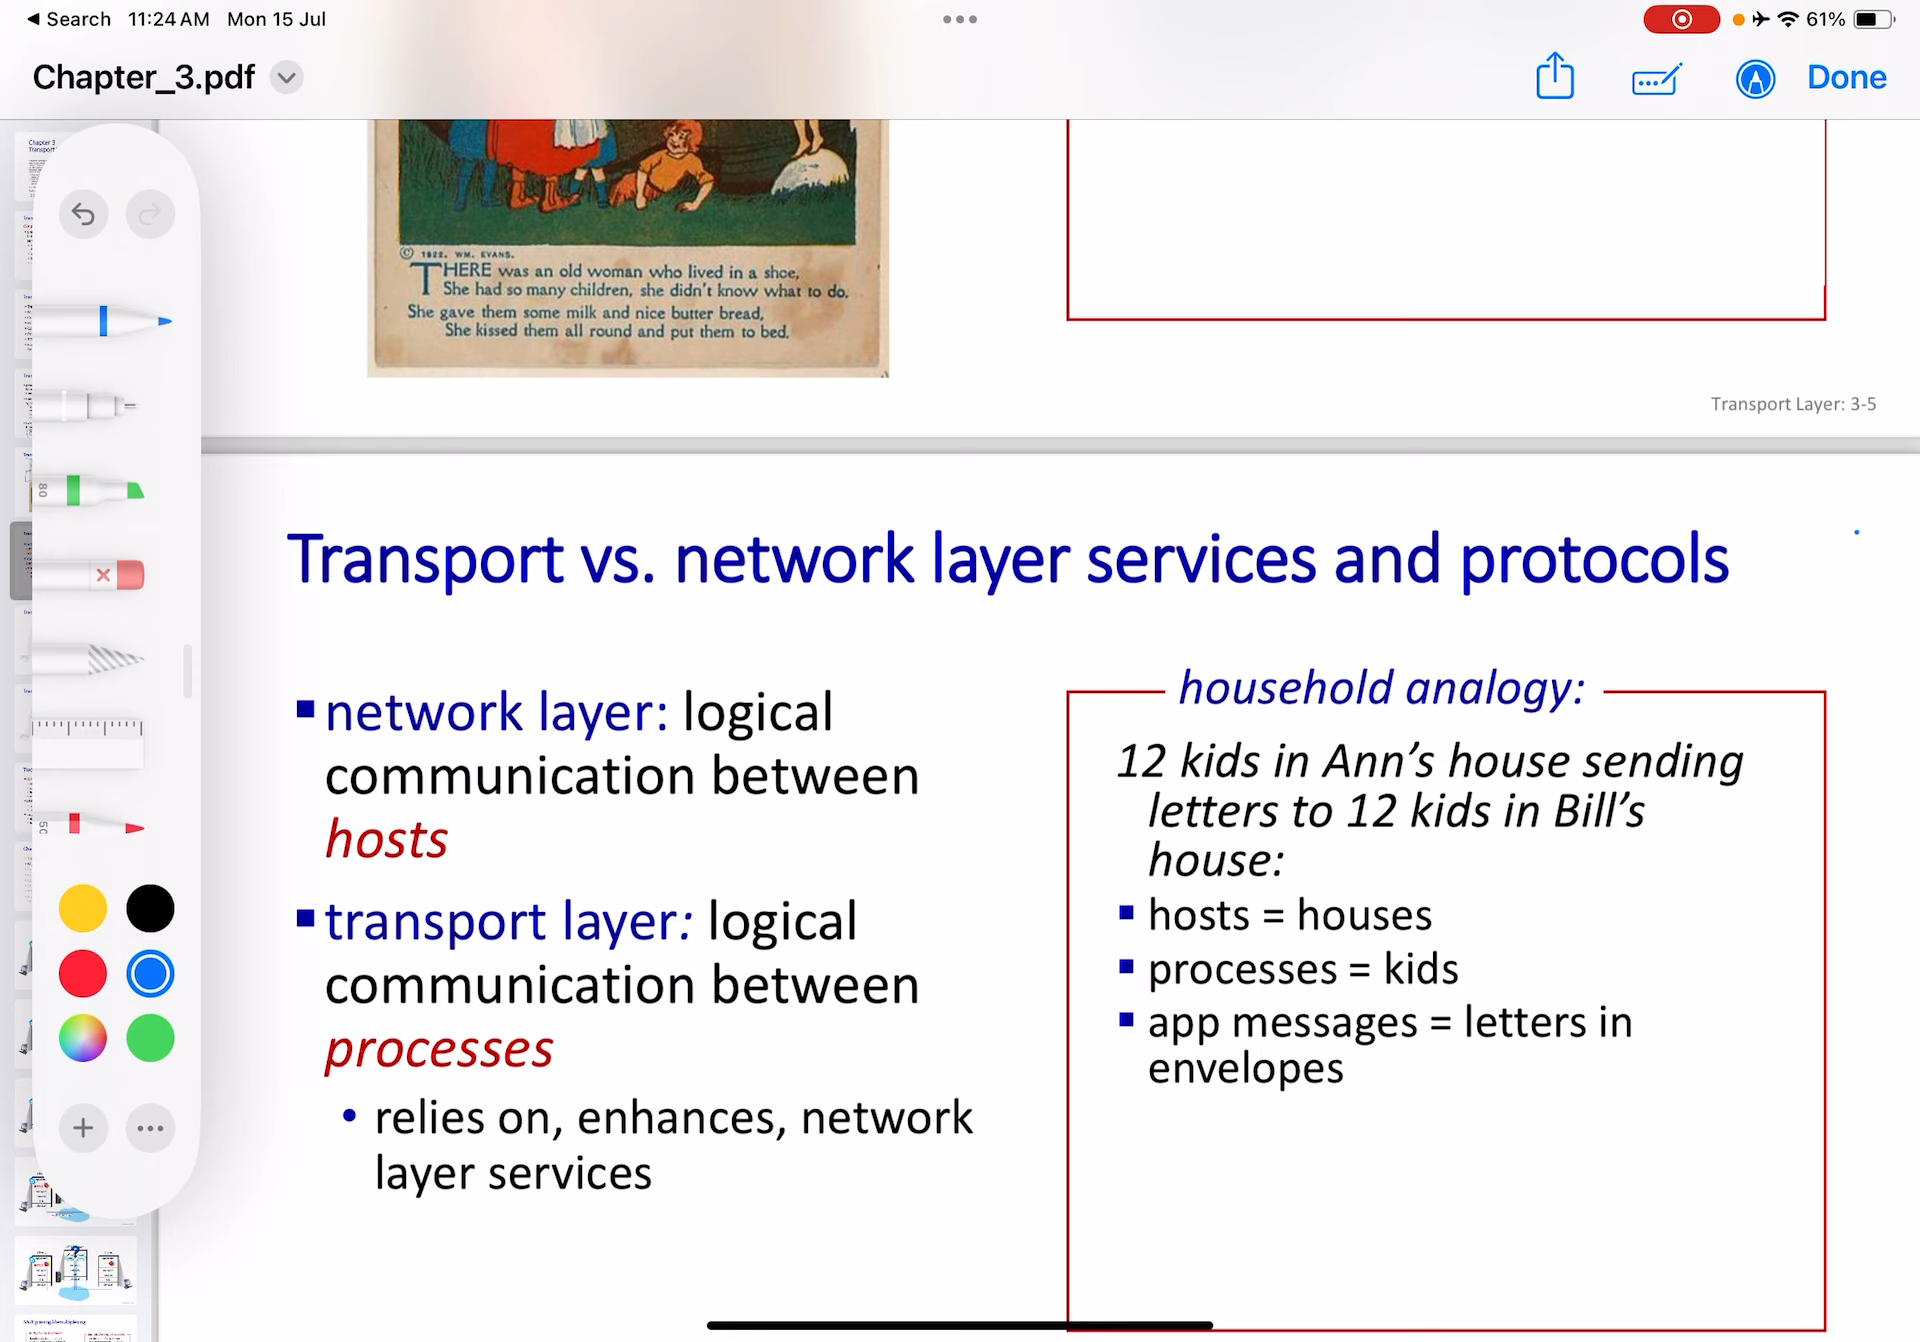 Search 11:24 AM Mon 15 Jul
61%
Chapter_3.pdf
Done
© 1922. WM. EVANS.
THERE was an old woman who lived in a shoe,
She had so many children, she didn't know what to do.
She gave them some milk and nice butter bread,
She kissed them all round and put them to bed.
Transport Layer: 3-5
Transport vs. network layer services and protocols
network layer: logical
communication between
hosts
transport layer: logical
communication between
processes
relies on, enhances, network
layer services
household analogy:
12 kids in Ann’s house sending
letters to 12 kids in Bill’s
house:
hosts = houses
processes = kids
app messages = letters in
envelopes
80
Chapter 3
Transport